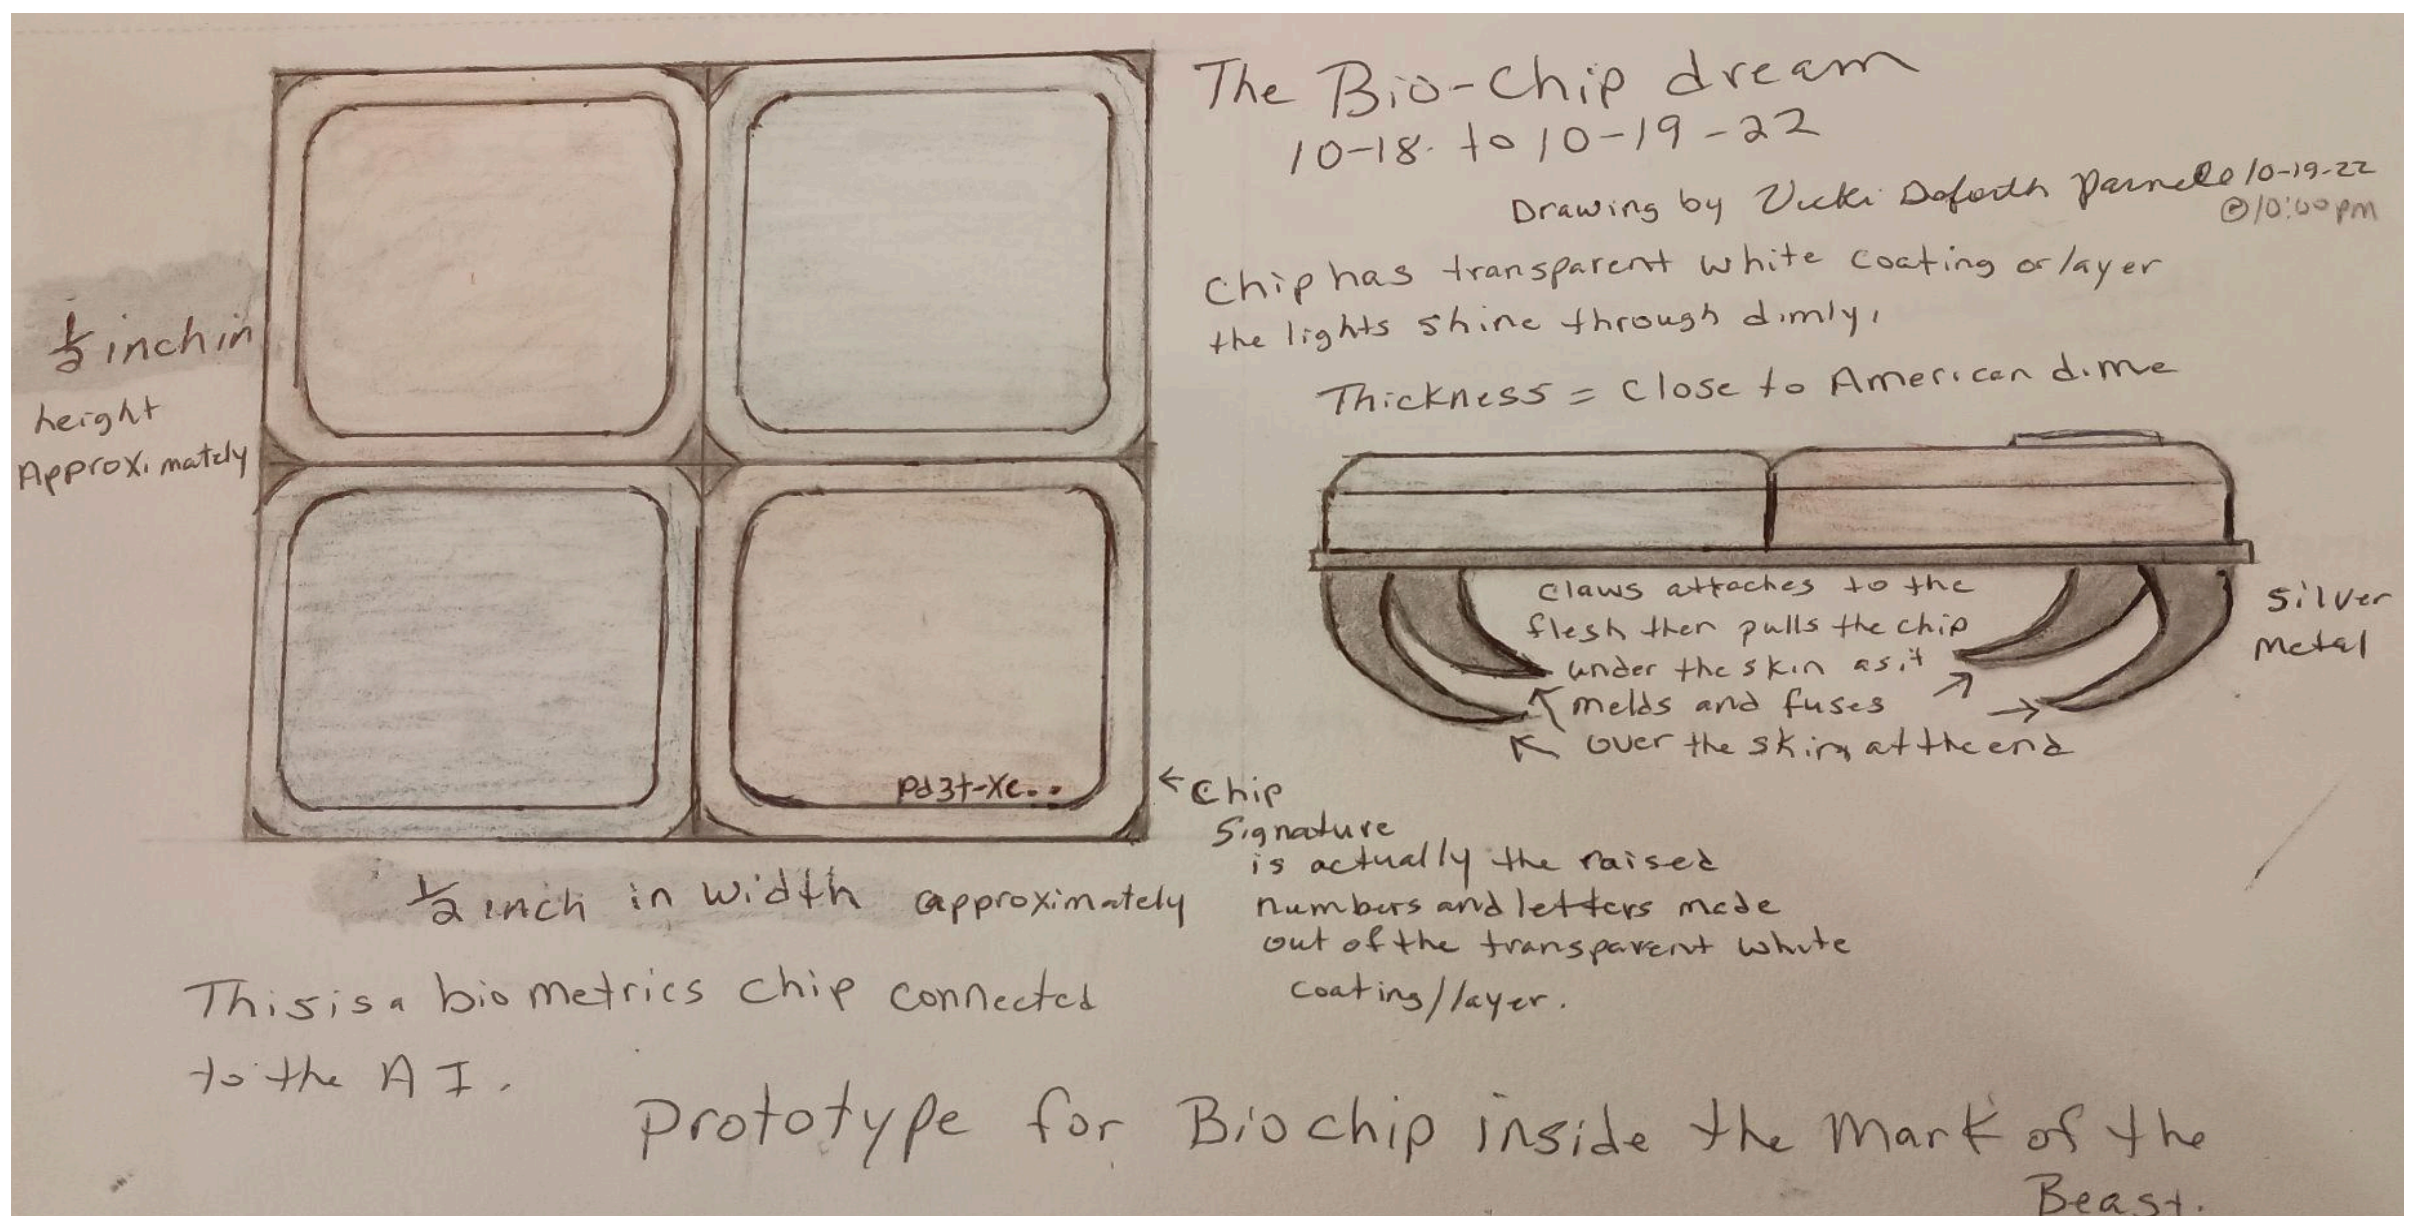 The Bio-Chip dream
10-18. to 10-19-22
Drawing by Vicki Parnell 10-19-22
@10:00pm
Chip has transparent white coating or layer
the lights shine through dimly.
Thickness = Close to American dime
½ inch in
height
Approximately
Claws attaches to the
flesh then pulls the chip
under the skin as it
melds and fuses
over the skin at the end
Silver
Metal
Pd3t-Xc..
← Chip
Signature
is actually the raised
numbers and letters made
out of the transparent white
coating//layer.
½ inch in width approximately
This is a biometrics chip connected
to the AI.
Prototype for Biochip inside the Mark of the
Beast.